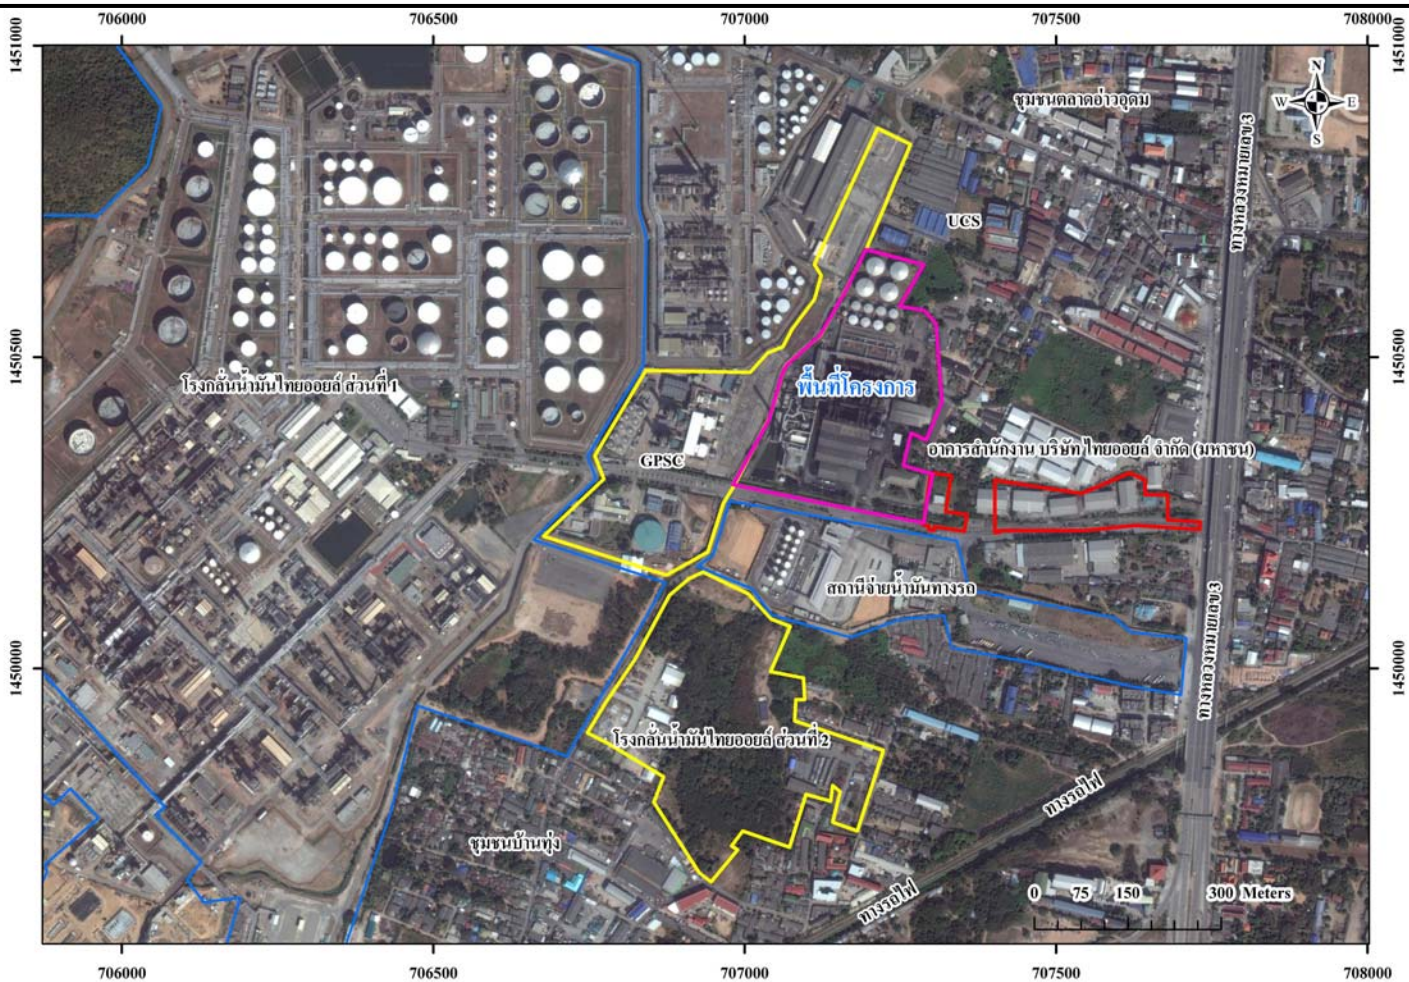 706000 706500 707000 707500 708000
1451000 1451000
N
W E
S
ชุมชนตลาดอ่าวอุดม
ทางหลวงหมายเลข3
UCS
1450500 1450500
โรงกลั่นน้ำมันไทยออยล์ ส่วนที่ 1
พื้นที่โครงการ
อาคารสำนักงาน บริษัท ไทยออยล์ จำกัด (มหาชน)
GPSC
สถานีจ่ายน้ำมันทางรถ
1450000 1450000
ทางหลวงหมายเลข3
โรงกลั่นน้ำมันไทยออยล์ ส่วนที่ 2
ทางรถไฟ
ชุมชนบ้านทุ่ง
ทางรถไฟ
0 75 150 300 Meters
706000 706500 707000 707500 708000